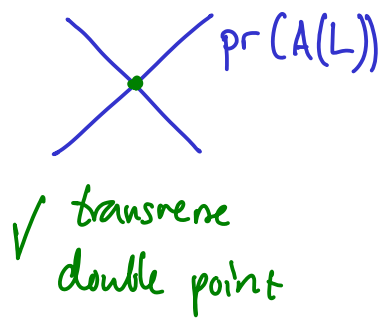 pr(A(L))
✓ transverse
double point